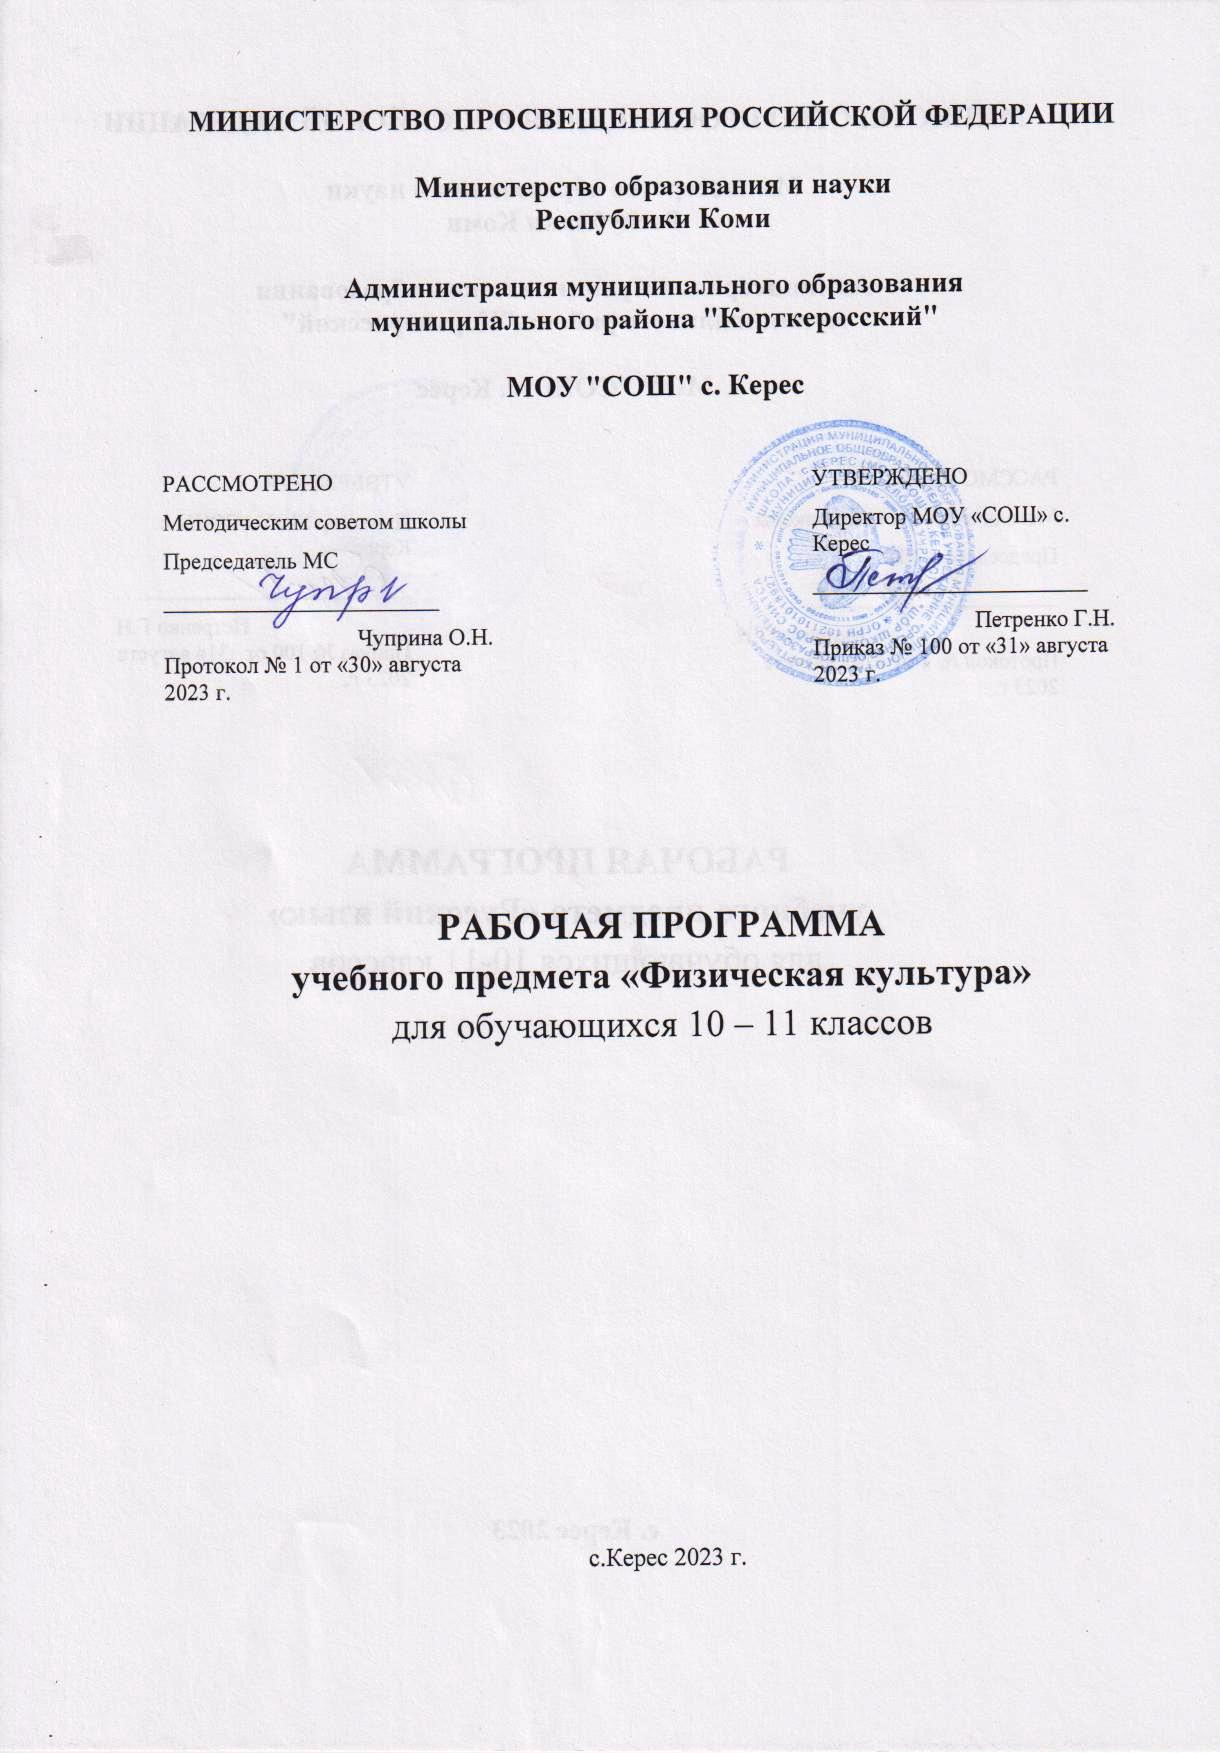 МИНИСТЕРСТВО ПРОСВЕЩЕНИЯ РОССИЙСКОЙ ФЕДЕРАЦИИ
Министерство образования и науки
Республики Коми
Администрация муниципального образования
муниципального района "Корткеросский"
МОУ "СОШ" с. Керес
РАССМОТРЕНО
Методическим советом школы
Председатель МС
Чуприна О.Н.
Протокол № 1 от «30» августа
2023 г.
УТВЕРЖДЕНО
Директор МОУ «СОШ» с.
Керес
Петренко Г.Н.
Приказ № 100 от «31» августа
2023 г.
РАБОЧАЯ ПРОГРАММА
учебного предмета «Физическая культура»
для обучающихся 10 – 11 классов
с.Керес 2023 г.